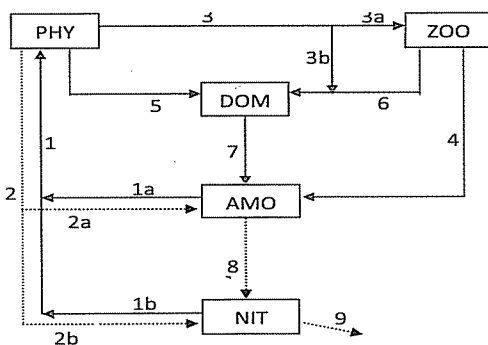 PHY 3 3a ZOO
3b
5 DOM 6
1 7 4
2 1a AMO
2a
8
1b NIT 9
2b